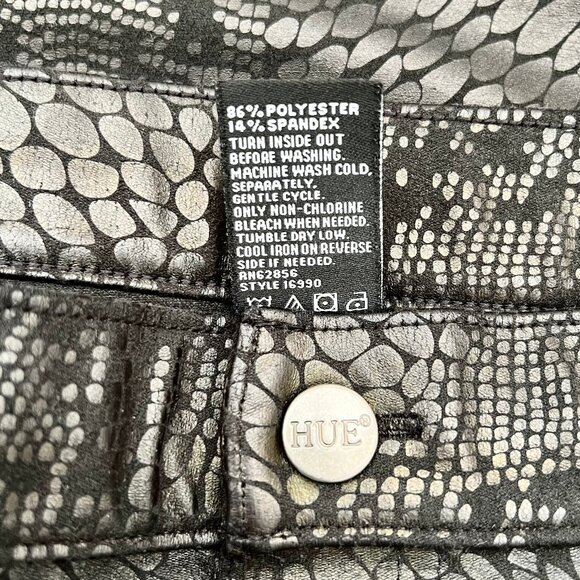 86% POLYESTER
14% SPANDEX
TURN INSIDE OUT
BEFORE WASHING.
MACHINE WASH COLD,
SEPARATELY,
GENTLE CYCLE.
ONLY NON-CHLORINE
BLEACH WHEN NEEDED.
TUMBLE DRY LOW.
COOL IRON ON REVERSE
SIDE IF NEEDED.
RN62856
STYLE 16990
HUE®